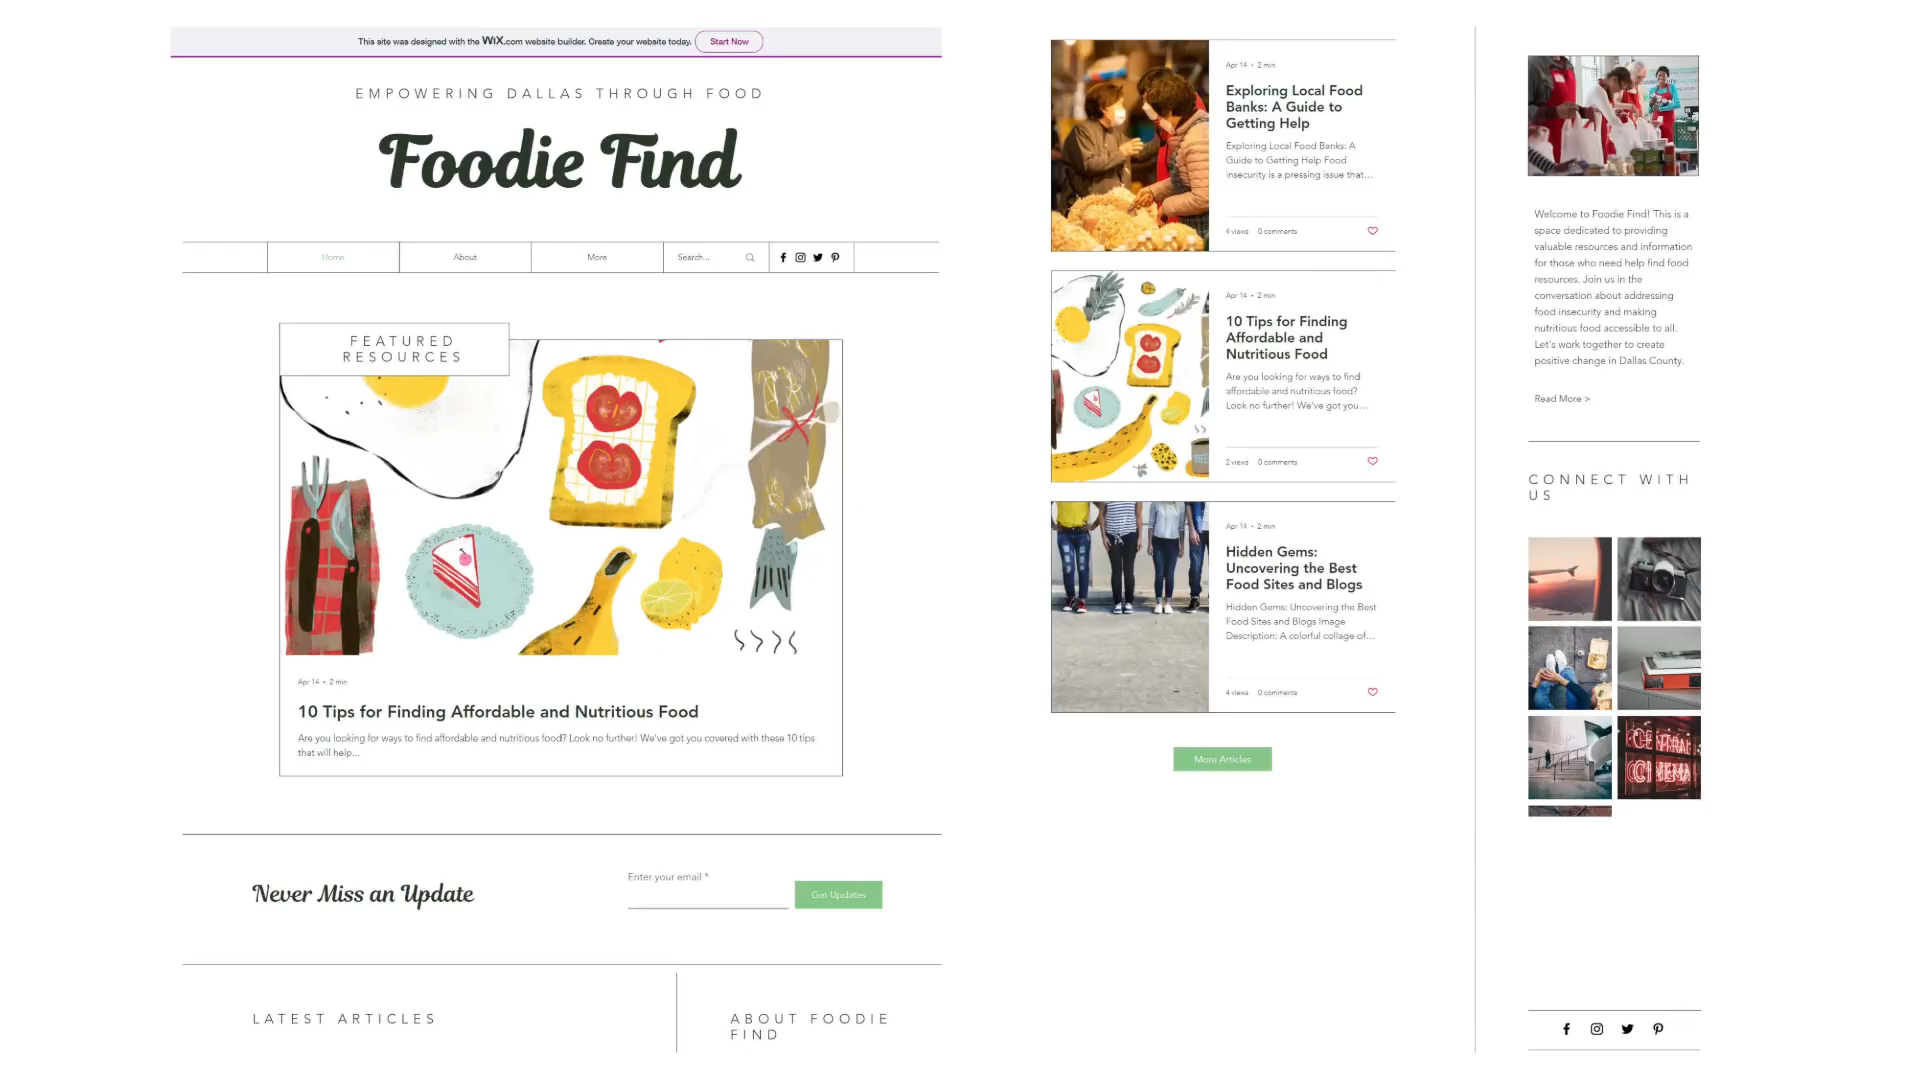 This site was designed with the WiX.com website builder. Create your website today. Start Now
EMPOWERING DALLAS THROUGH FOOD
Foodie Find
Home About More Search...
FEATURED
RESOURCES
Apr 14 • 2 min
10 Tips for Finding Affordable and Nutritious Food
Are you looking for ways to find affordable and nutritious food? Look no further! We've got you covered with these 10 tips
that will help...
Never Miss an Update
Enter your email *
Get Updates
LATEST ARTICLES
ABOUT FOODIE
FIND
Apr 14 • 2 min
Exploring Local Food
Banks: A Guide to
Getting Help
Exploring Local Food Banks: A
Guide to Getting Help Food
insecurity is a pressing issue that...
4 views 0 comments
Apr 14 • 2 min
10 Tips for Finding
Affordable and
Nutritious Food
Are you looking for ways to find
affordable and nutritious food?
Look no further! We've got you...
2 views 0 comments
Apr 14 • 2 min
Hidden Gems:
Uncovering the Best
Food Sites and Blogs
Hidden Gems: Uncovering the Best
Food Sites and Blogs Image
Description: A colorful collage of...
4 views 0 comments
More Articles
Welcome to Foodie Find! This is a
space dedicated to providing
valuable resources and information
for those who need help find food
resources. Join us in the
conversation about addressing
food insecurity and making
nutritious food accessible to all.
Let's work together to create
positive change in Dallas County.
Read More >
CONNECT WITH
US
CENTRAL
CINEMA